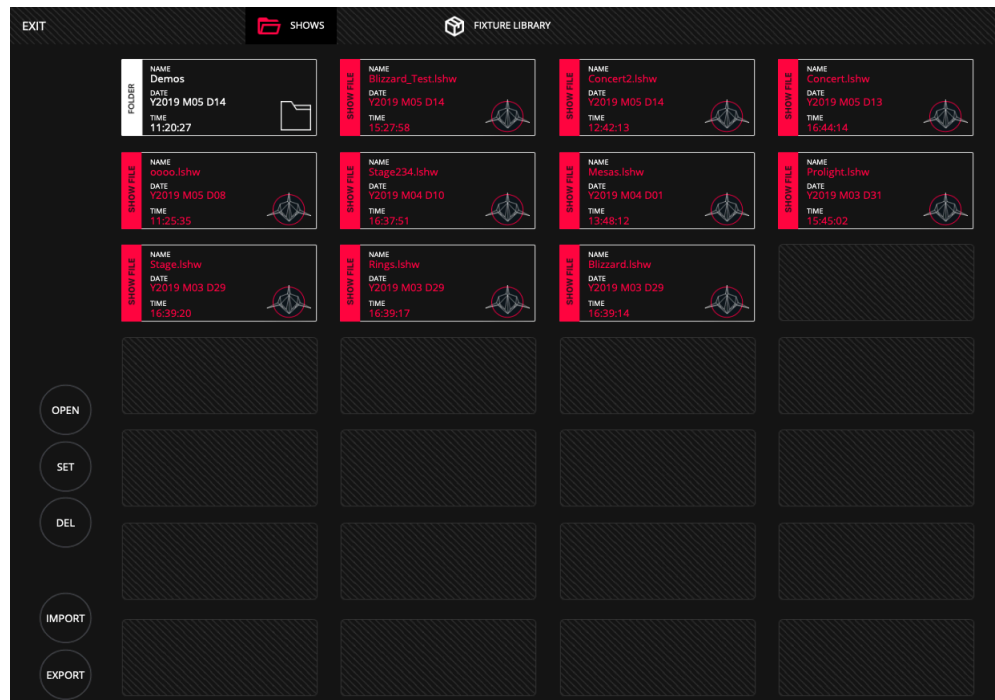 EXIT
SHOWS
FIXTURE LIBRARY
FOLDER
NAME
Demos
DATE
Y2019 M05 D14
TIME
11:20:27
SHOW FILE
NAME
Blizzard_Test.lshw
DATE
Y2019 M05 D14
TIME
15:27:58
SHOW FILE
NAME
Concert2.lshw
DATE
Y2019 M05 D14
TIME
12:42:13
SHOW FILE
NAME
Concert.lshw
DATE
Y2019 M05 D13
TIME
16:44:14
SHOW FILE
NAME
oooo.lshw
DATE
Y2019 M05 D08
TIME
11:25:35
SHOW FILE
NAME
Stage234.lshw
DATE
Y2019 M04 D10
TIME
16:37:51
SHOW FILE
NAME
Mesas.lshw
DATE
Y2019 M04 D01
TIME
13:48:12
SHOW FILE
NAME
Prolight.lshw
DATE
Y2019 M03 D31
TIME
15:45:02
SHOW FILE
NAME
Stage.lshw
DATE
Y2019 M03 D29
TIME
16:39:20
SHOW FILE
NAME
Rings.lshw
DATE
Y2019 M03 D29
TIME
16:39:17
SHOW FILE
NAME
Blizzard.lshw
DATE
Y2019 M03 D29
TIME
16:39:14
OPEN
SET
DEL
IMPORT
EXPORT